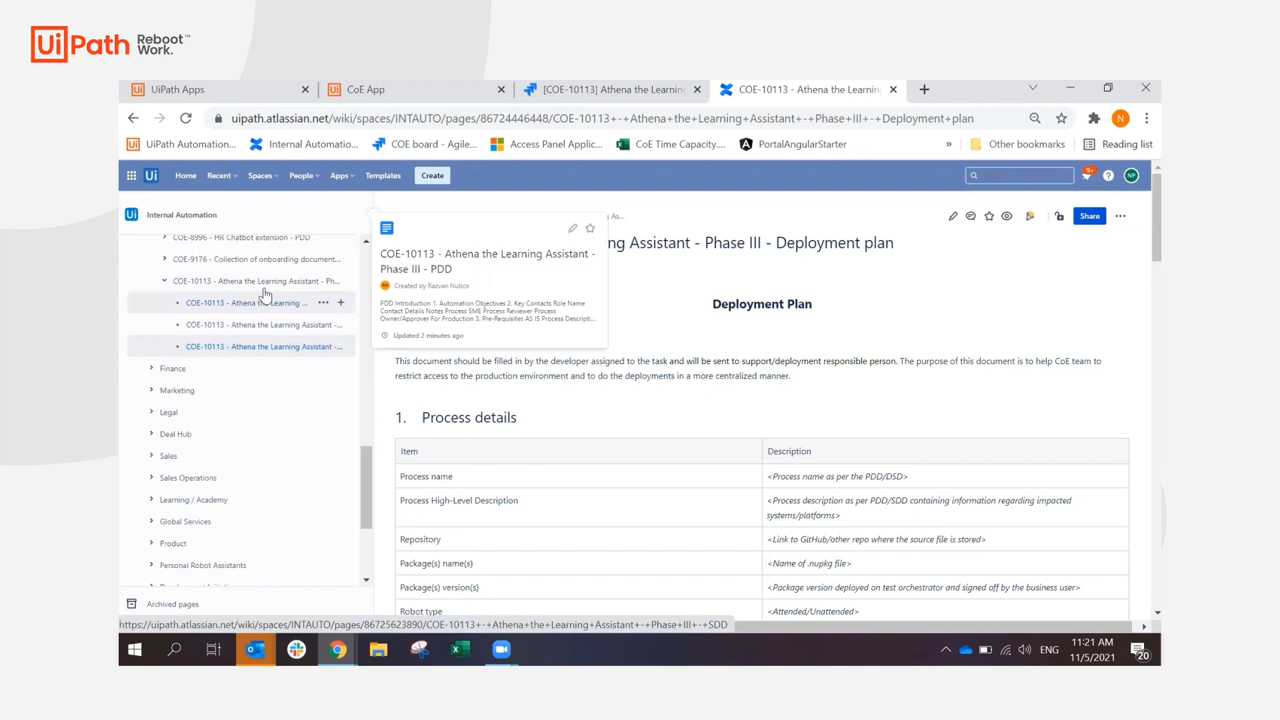 UiPath Reboot Work.™
UiPath Apps
CoE App
[COE-10113] Athena the Learning
COE-10113 - Athena the Learning
uipath.atlassian.net/wiki/spaces/INTAUTO/pages/86724446448/COE-10113+-+Athena+the+Learning+Assistant+-+Phase+III+-+Deployment+plan
N
UiPath Automation...
Internal Automatio...
COE board - Agile...
Access Panel Applic...
CoE Time Capacity....
PortalAngularStarter
»
Other bookmarks
Reading list
Ui
Home
Recent
Spaces
People
Apps
Templates
Create
9+
NP
Internal Automation
COE-8996 - HR Chatbot extension - PDD
COE-9176 - Collection of onboarding document...
COE-10113 - Athena the Learning Assistant - Ph...
COE-10113 - Athena the Learning ...
COE-10113 - Athena the Learning Assistant -...
COE-10113 - Athena the Learning Assistant -...
Finance
Marketing
Legal
Deal Hub
Sales
Sales Operations
Learning / Academy
Global Services
Product
Personal Robot Assistants
Archived pages
COE-10113 - Athena the Learning Assistant -
Phase III - PDD
Created by Razvan Nutica
PDD Introduction 1. Automation Objectives 2. Key Contacts Role Name
Contact Details Notes Process SME Process Reviewer Process
Owner/Approver For Production 3. Pre-Requisites AS IS Process Descripti...
Updated 2 minutes ago
As...
Share
ng Assistant - Phase III - Deployment plan
Deployment Plan
This document should be filled in by the developer assigned to the task and will be sent to support/deployment responsible person. The purpose of this document is to help CoE team to
restrict access to the production environment and to do the deployments in a more centralized manner.
1. Process details
Item
Description
Process name
<Process name as per the PDD/DSD>
Process High-Level Description
<Process description as per PDD/SDD containing information regarding impacted
systems/platforms>
Repository
<Link to GitHub/other repo where the source file is stored>
Package(s) name(s)
<Name of .nupkg file>
Package(s) version(s)
<Package version deployed on test orchestrator and signed off by the business user>
Robot type
<Attended/Unattended>
https://uipath.atlassian.net/wiki/spaces/INTAUTO/pages/86725623890/COE-10113+-+Athena+the+Learning+Assistant+-+Phase+III+-+SDD
ENG
11:21 AM
11/5/2021
20